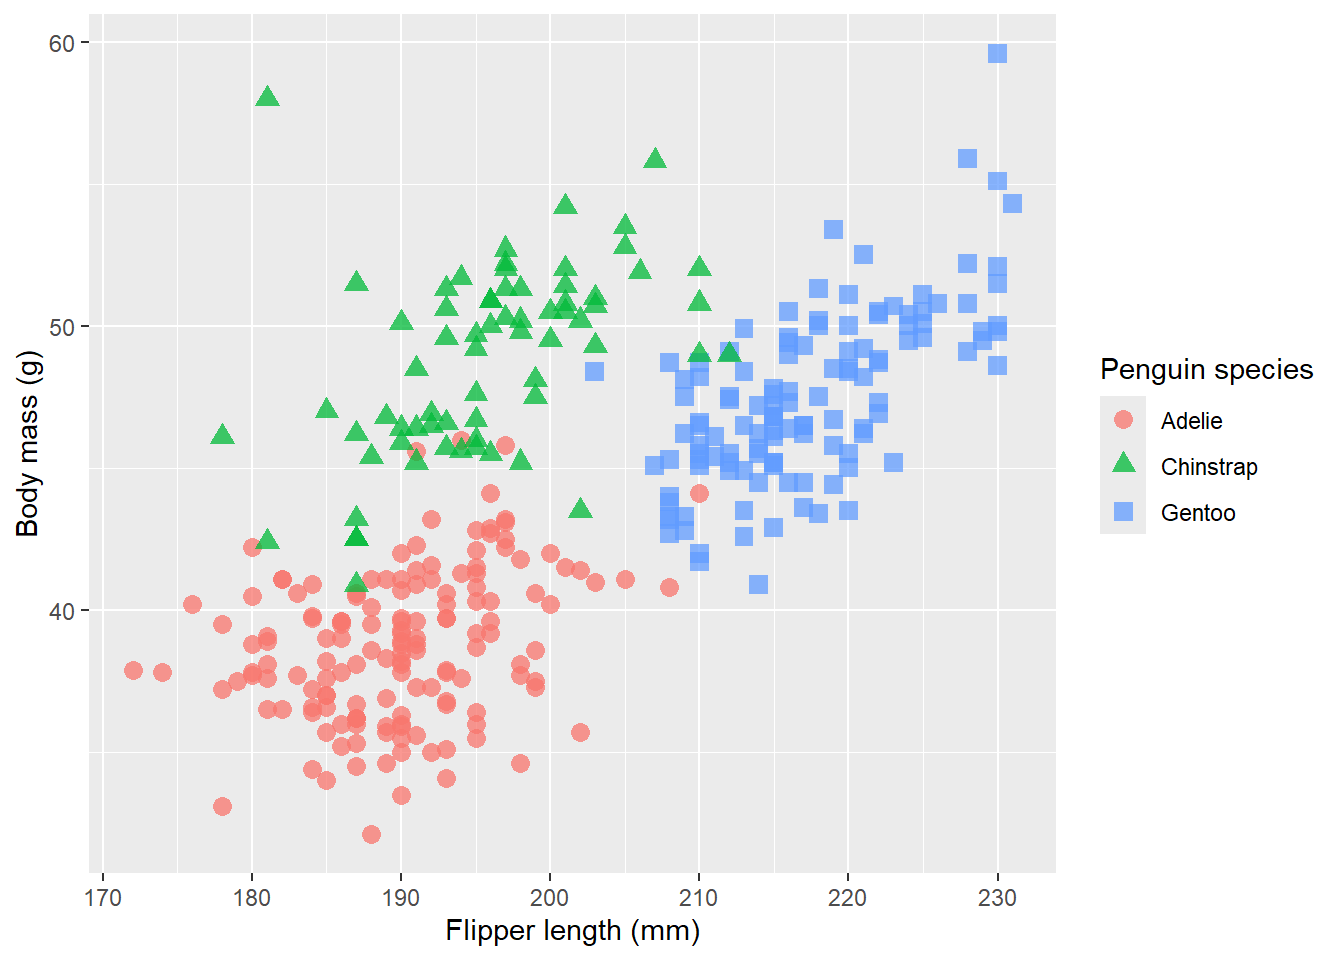 60
50
40
170
180
190
200
210
220
230
Flipper length (mm)
Body mass (g)
Penguin species
Adelie
Chinstrap
Gentoo